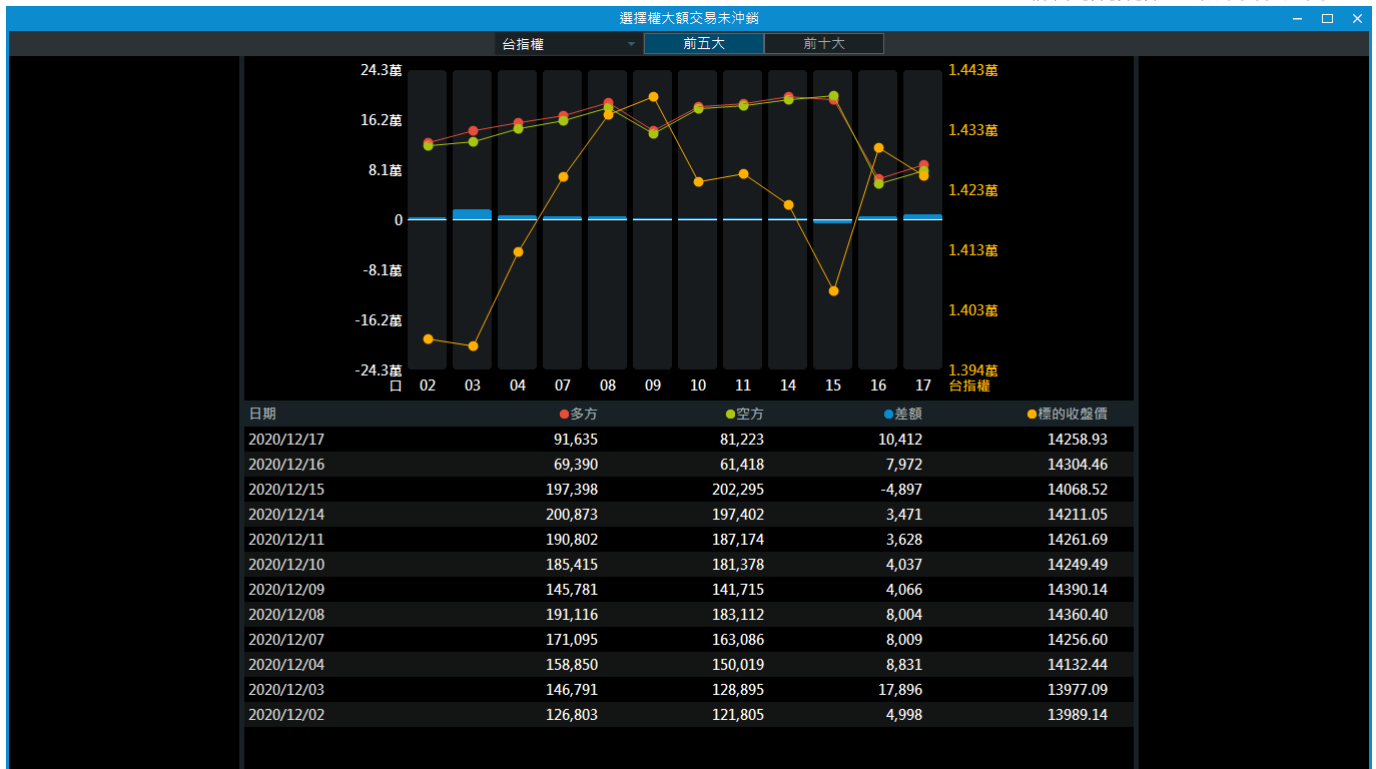 選擇權大額交易未沖銷
台指權 前五大 前十大
24.3萬 1.443萬
16.2萬 1.433萬
8.1萬 1.423萬
0
1.413萬
-8.1萬
1.403萬
-16.2萬
-24.3萬 1.394萬
口 02 03 04 07 08 09 10 11 14 15 16 17 台指權
日期 多方 空方 差額 標的收盤價
2020/12/17 91,635 81,223 10,412 14258.93
2020/12/16 69,390 61,418 7,972 14304.46
2020/12/15 197,398 202,295 -4,897 14068.52
2020/12/14 200,873 197,402 3,471 14211.05
2020/12/11 190,802 187,174 3,628 14261.69
2020/12/10 185,415 181,378 4,037 14249.49
2020/12/09 145,781 141,715 4,066 14390.14
2020/12/08 191,116 183,112 8,004 14360.40
2020/12/07 171,095 163,086 8,009 14256.60
2020/12/04 158,850 150,019 8,831 14132.44
2020/12/03 146,791 128,895 17,896 13977.09
2020/12/02 126,803 121,805 4,998 13989.14